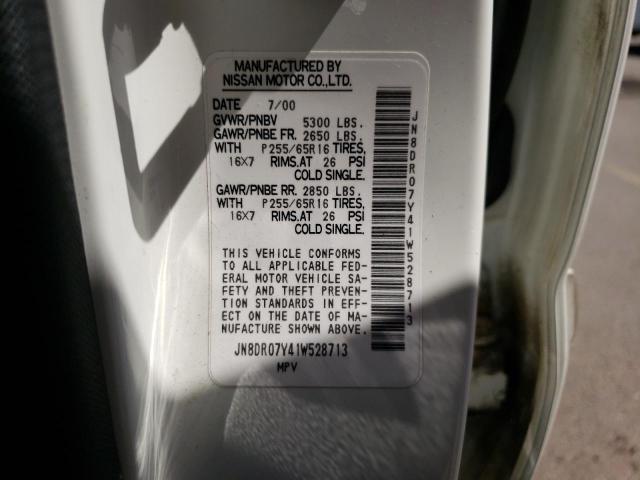 MANUFACTURED BY
NISSAN MOTOR CO.,LTD.
DATE 7/00
GVWR/PNBV 5300 LBS.
GAWR/PNBE FR. 2650 LBS.
WITH P255/65R16 TIRES,
16X7 RIMS.AT 26 PSI
COLD SINGLE.
GAWR/PNBE RR. 2850 LBS.
WITH P255/65R16 TIRES,
16X7 RIMS.AT 26 PSI
COLD SINGLE.
THIS VEHICLE CONFORMS
TO ALL APPLICABLE FED-
ERAL MOTOR VEHICLE SA-
FETY AND THEFT PREVEN-
TION STANDARDS IN EFF-
ECT ON THE DATE OF MA-
NUFACTURE SHOWN ABOVE.
JN8DR07Y41W528713
MPV
JN8DR07Y41W528713